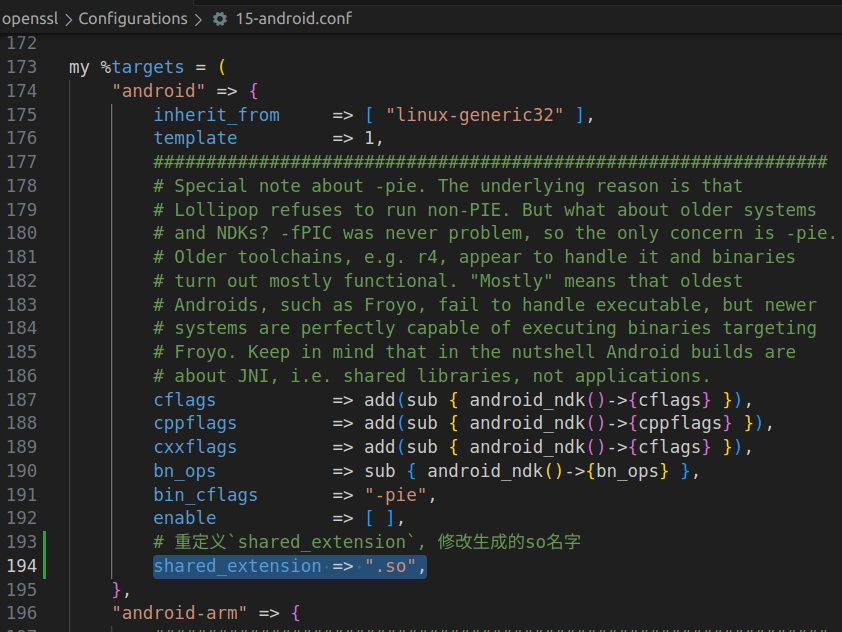 openssl > Configurations > 15-android.conf
172
173 my %targets = (
174 "android" => {
175 inherit_from => [ "linux-generic32" ],
176 template => 1,
177 ################################################################
178 # Special note about -pie. The underlying reason is that
179 # Lollipop refuses to run non-PIE. But what about older systems
180 # and NDKs? -fPIC was never problem, so the only concern is -pie.
181 # Older toolchains, e.g. r4, appear to handle it and binaries
182 # turn out mostly functional. "Mostly" means that oldest
183 # Androids, such as Froyo, fail to handle executable, but newer
184 # systems are perfectly capable of executing binaries targeting
185 # Froyo. Keep in mind that in the nutshell Android builds are
186 # about JNI, i.e. shared libraries, not applications.
187 cflags => add(sub { android_ndk()->{cflags} }),
188 cppflags => add(sub { android_ndk()->{cppflags} }),
189 cxxflags => add(sub { android_ndk()->{cflags} }),
190 bn_ops => sub { android_ndk()->{bn_ops} },
191 bin_cflags => "-pie",
192 enable => [ ],
193 # 重定义`shared_extension`, 修改生成的so名字
194 shared_extension => ".so",
195 },
196 "android-arm" => {